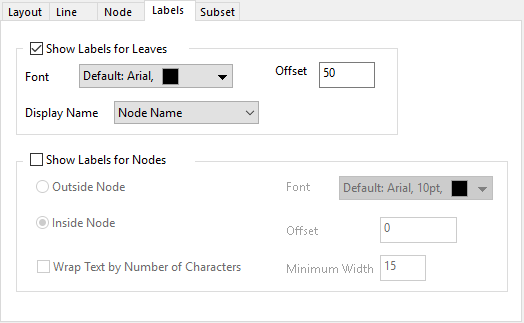 Layout Line Node Labels Subset
Show Labels for Leaves
Font Default: Arial, Offset 50
Display Name Node Name
Show Labels for Nodes
Outside Node Font Default: Arial, 10pt,
Inside Node Offset 0
Wrap Text by Number of Characters Minimum Width 15